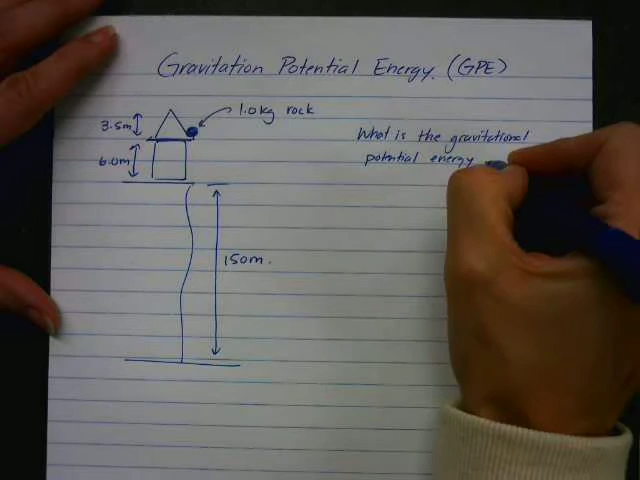 Gravitation Potential Energy. (GPE)
1.0kg rock
3.5m
What is the gravitational
6.0m
potential energy
150m.